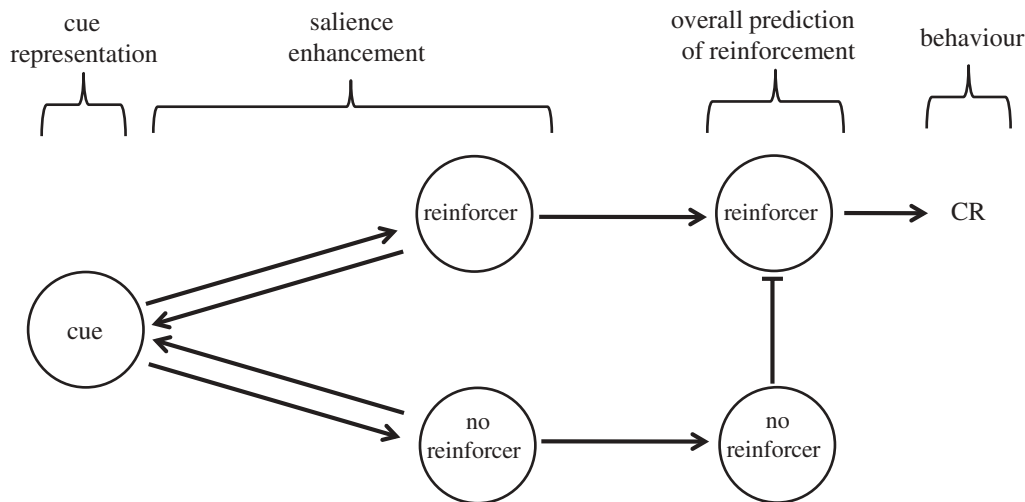 cue
representation
salience
enhancement
overall prediction
of reinforcement
behaviour
reinforcer
reinforcer
CR
cue
no
reinforcer
no
reinforcer